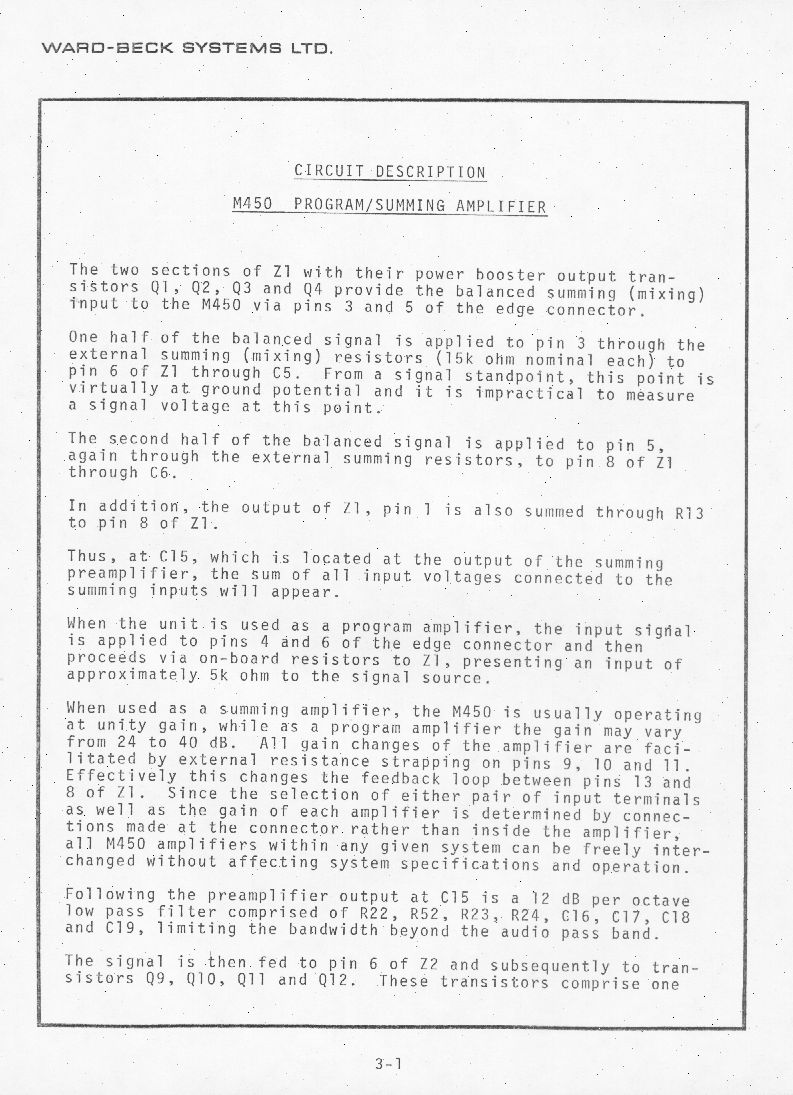 WARD-BECK SYSTEMS LTD.
CIRCUIT DESCRIPTION
M450 PROGRAM/SUMMING AMPLIFIER
The two sections of Z1 with their power booster output tran-
sistors Q1, Q2, Q3 and Q4 provide the balanced summing (mixing)
input to the M450 via pins 3 and 5 of the edge connector.
One half of the balanced signal is applied to pin 3 through the
external summing (mixing) resistors (15k ohm nominal each) to
pin 6 of Z1 through C5. From a signal standpoint, this point is
virtually at ground potential and it is impractical to measure
a signal voltage at this point.
The second half of the balanced signal is applied to pin 5,
again through the external summing resistors, to pin 8 of Z1
through C6.
In addition, the output of Z1, pin 1 is also summed through R13
to pin 8 of Z1.
Thus, at C15, which is located at the output of the summing
preamplifier, the sum of all input voltages connected to the
summing inputs will appear.
When the unit is used as a program amplifier, the input signal
is applied to pins 4 and 6 of the edge connector and then
proceeds via on-board resistors to Z1, presenting an input of
approximately 5k ohm to the signal source.
When used as a summing amplifier, the M450 is usually operating
at unity gain, while as a program amplifier the gain may vary
from 24 to 40 dB. All gain changes of the amplifier are faci-
litated by external resistance strapping on pins 9, 10 and 11.
Effectively this changes the feedback loop between pins 13 and
8 of Z1. Since the selection of either pair of input terminals
as well as the gain of each amplifier is determined by connec-
tions made at the connector rather than inside the amplifier,
all M450 amplifiers within any given system can be freely inter-
changed without affecting system specifications and operation.
Following the preamplifier output at C15 is a 12 dB per octave
low pass filter comprised of R22, R52, R23, R24, C16, C17, C18
and C19, limiting the bandwidth beyond the audio pass band.
The signal is then fed to pin 6 of Z2 and subsequently to tran-
sistors Q9, Q10, Q11 and Q12. These transistors comprise one
3-1